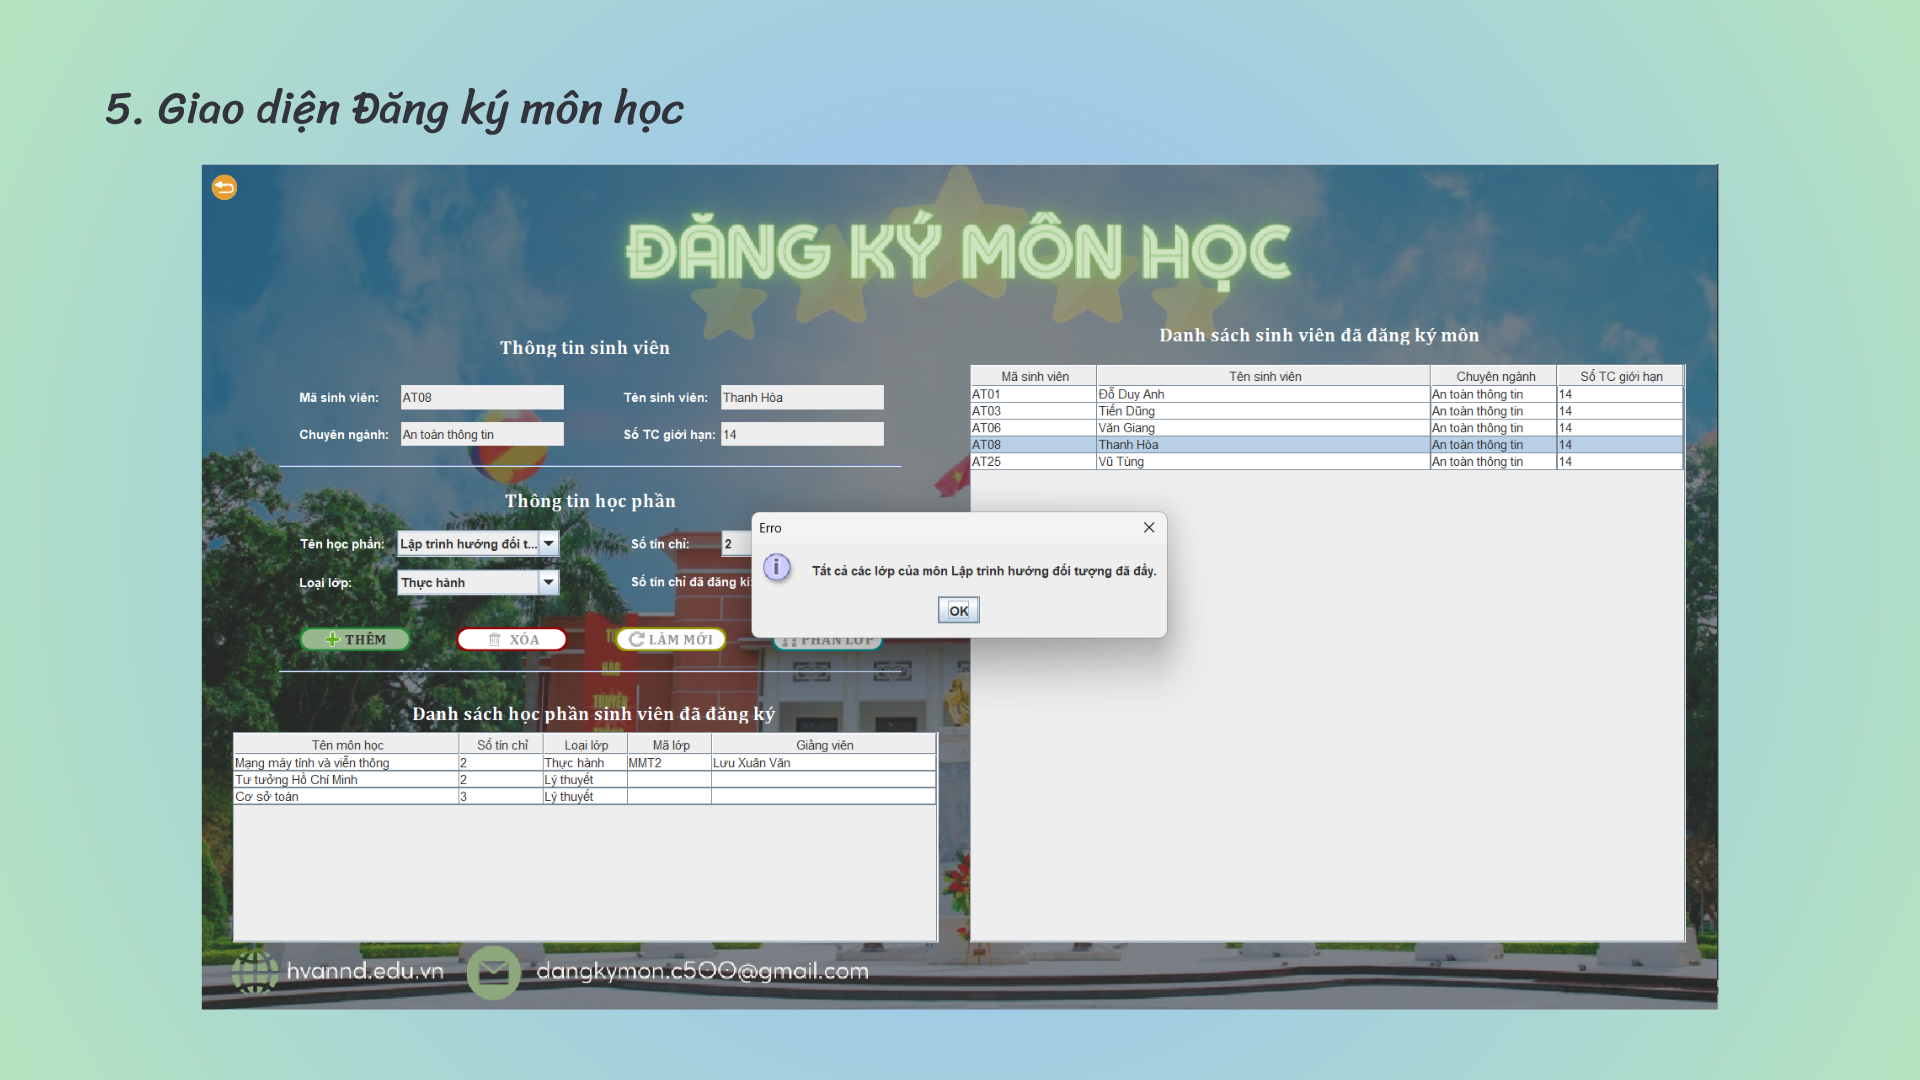 5. Giao diện Đăng ký môn học
ĐĂNG KÝ MÔN HỌC
Thông tin sinh viên
Mã sinh viên: AT08 Tên sinh viên: Thanh Hòa
Chuyên ngành: An toàn thông tin Số TC giới hạn: 14
Thông tin học phần
Tên học phần: Lập trình hướng đối t... Số tín chỉ: 2
Loại lớp: Thực hành Số tín chỉ đã đăng kí
THÊM XÓA LÀM MỚI PHÂN LỚP
Danh sách học phần sinh viên đã đăng ký
Tên môn học Số tín chỉ Loại lớp Mã lớp Giảng viên
Mạng máy tính và viễn thông 2 Thực hành MMT2 Lưu Xuân Văn
Tư tưởng Hồ Chí Minh 2 Lý thuyết
Cơ sở toán 3 Lý thuyết
Danh sách sinh viên đã đăng ký môn
Mã sinh viên Tên sinh viên Chuyên ngành Số TC giới hạn
AT01 Đỗ Duy Anh An toàn thông tin 14
AT03 Tiến Dũng An toàn thông tin 14
AT06 Văn Giang An toàn thông tin 14
AT08 Thanh Hòa An toàn thông tin 14
AT25 Vũ Tùng An toàn thông tin 14
Erro
Tất cả các lớp của môn Lập trình hướng đối tượng đã đầy.
OK
hvannd.edu.vn dangkymon.c500@gmail.com